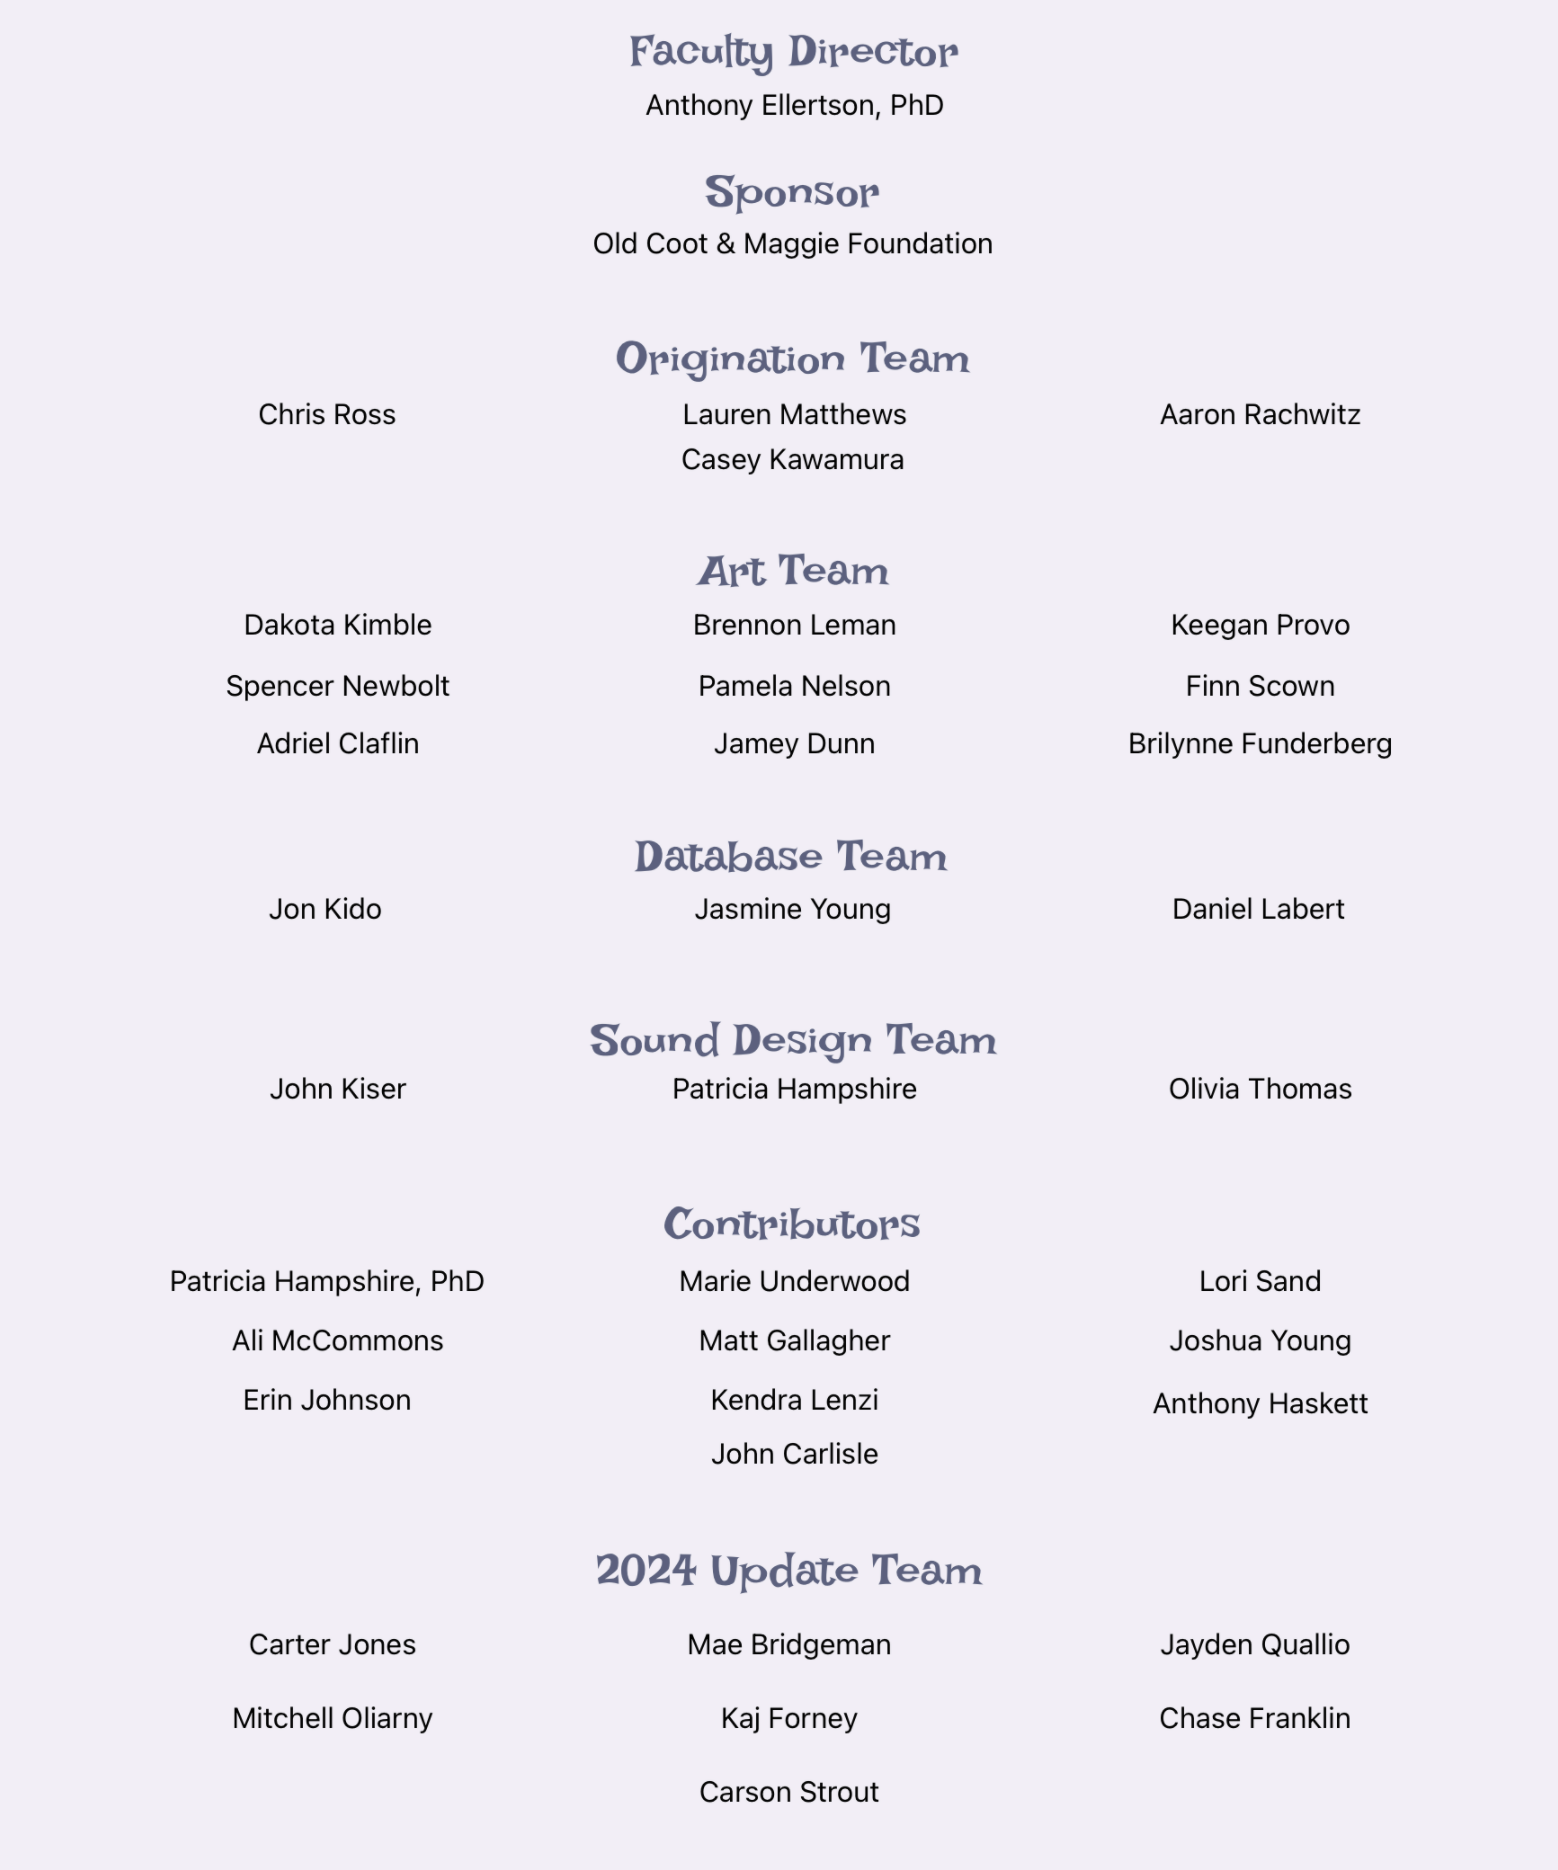 Faculty Director
Anthony Ellertson, PhD
Sponsor
Old Coot & Maggie Foundation
Origination Team
Chris Ross Lauren Matthews Aaron Rachwitz
Casey Kawamura
Art Team
Dakota Kimble Brennon Leman Keegan Provo
Spencer Newbolt Pamela Nelson Finn Scown
Adriel Claflin Jamey Dunn Brilynne Funderberg
Database Team
Jon Kido Jasmine Young Daniel Labert
Sound Design Team
John Kiser Patricia Hampshire Olivia Thomas
Contributors
Patricia Hampshire, PhD Marie Underwood Lori Sand
Ali McCommons Matt Gallagher Joshua Young
Erin Johnson Kendra Lenzi Anthony Haskett
John Carlisle
2024 Update Team
Carter Jones Mae Bridgeman Jayden Quallio
Mitchell Oliarny Kaj Forney Chase Franklin
Carson Strout